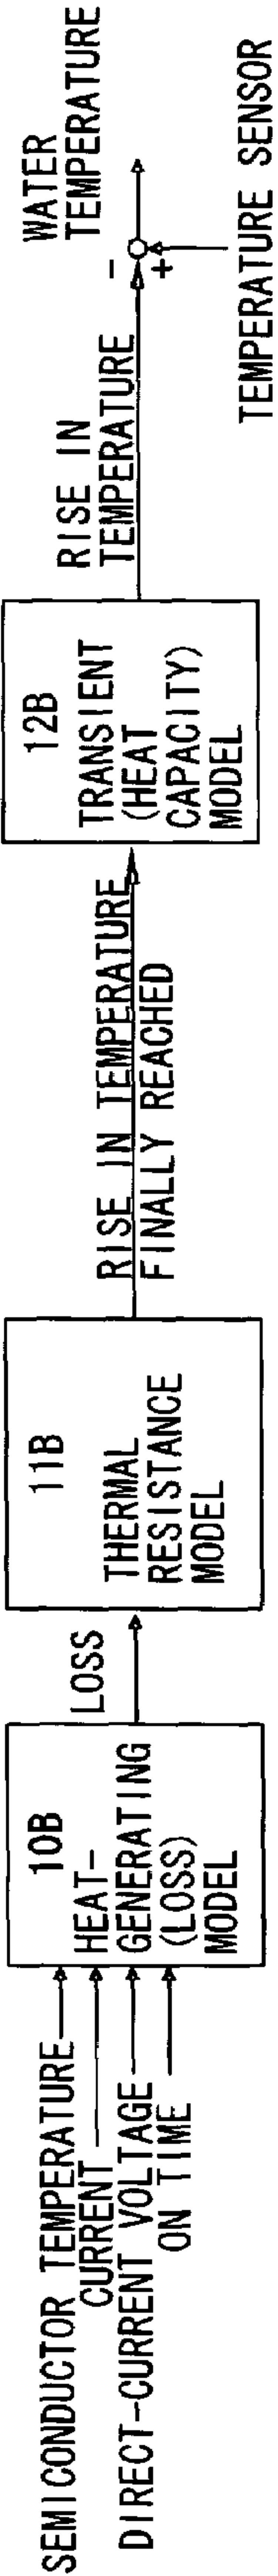 SEMICONDUCTOR TEMPERATURE
CURRENT
DIRECT-CURRENT VOLTAGE
ON TIME
10B
HEAT-
GENERATING
(LOSS)
MODEL
LOSS
11B
THERMAL
RESISTANCE
MODEL
RISE IN TEMPERATURE
FINALLY REACHED
12B
TRANSIENT
(HEAT
CAPACITY)
MODEL
RISE IN
TEMPERATURE
-
+
WATER
TEMPERATURE
TEMPERATURE SENSOR